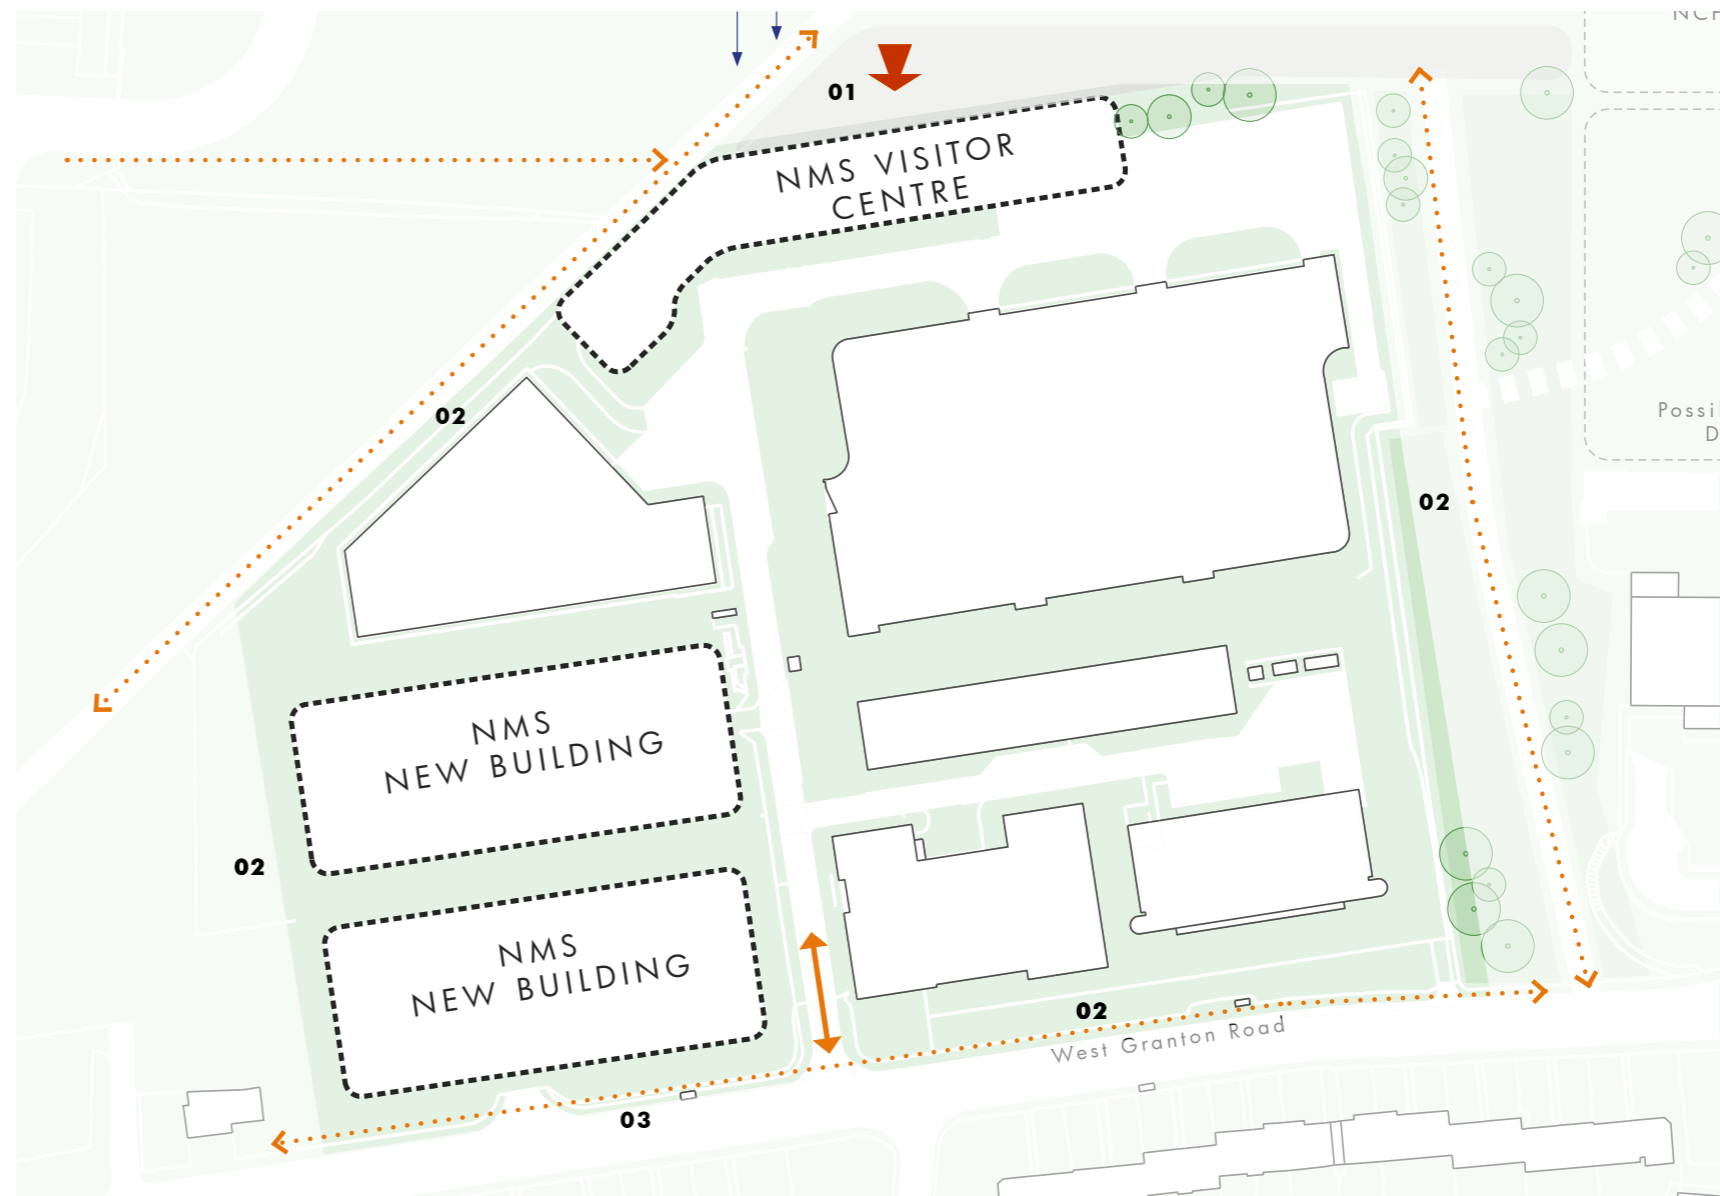 NCH
01
NMS VISITOR
CENTRE
02
Possi
D
02
NMS
NEW BUILDING
02
NMS
NEW BUILDING
02
West Granton Road
03